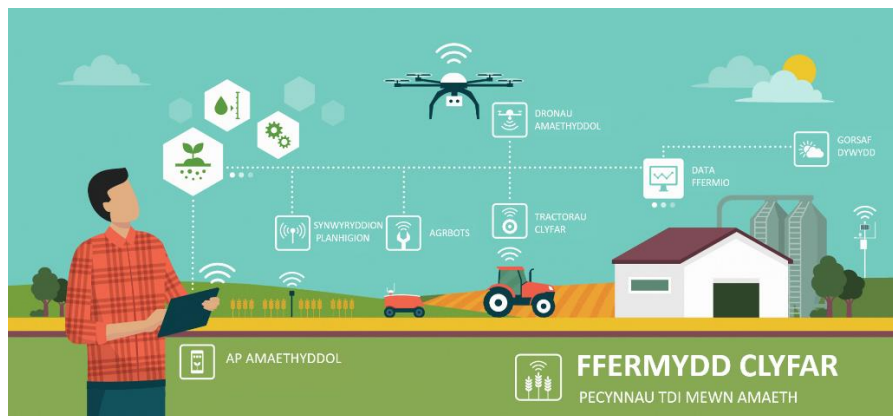 DRONAU
AMAETHYDDOL
GORSAF
DYWYDD
DATA
FFERMIO
SYNWYRYDDION
PLANHIGION
AGRBOTS
TRACTORAU
CLYFAR
AP AMAETHYDDOL
FFERMYDD CLYFAR
PECYNNAU TDI MEWN AMAETH